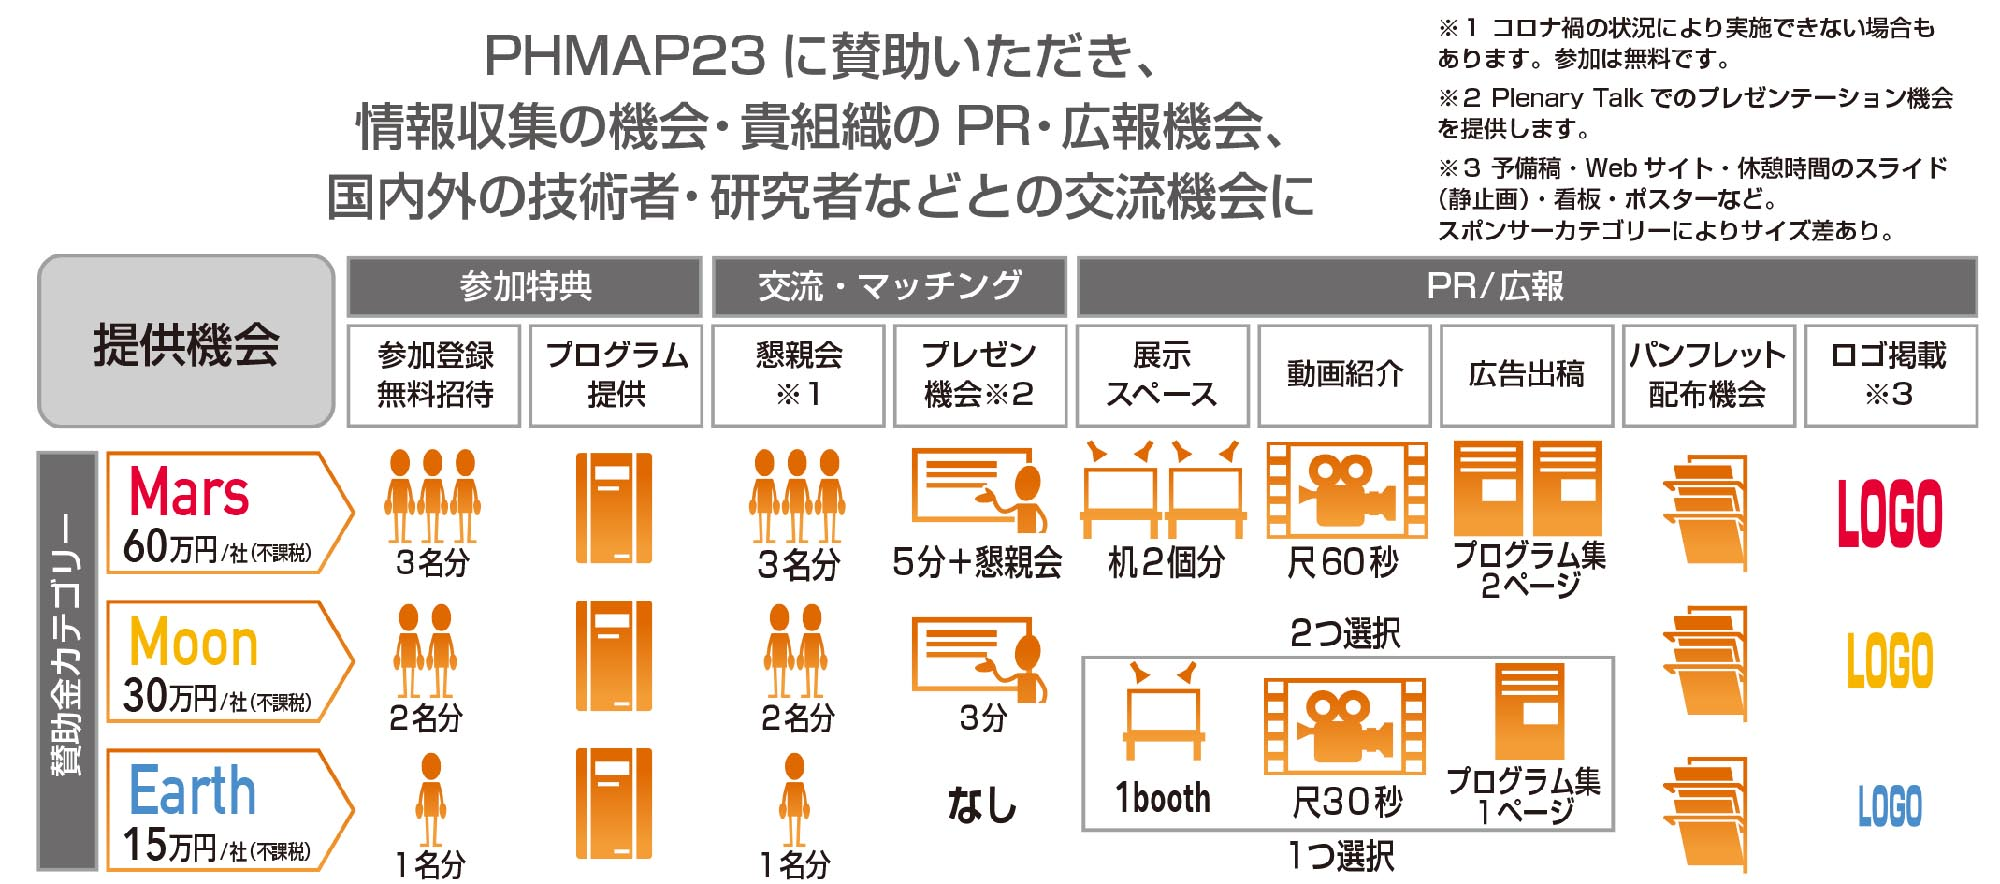 PHMAP23 に賛助いただき、
情報収集の機会・貴組織の PR・広報機会、
国内外の技術者・研究者などとの交流機会に
※1 コロナ禍の状況により実施できない場合も
あります。参加は無料です。
※2 Plenary Talk でのプレゼンテーション機会
を提供します。
※3 予備稿・Web サイト・休憩時間のスライド
（静止画）・看板・ポスターなど。
スポンサーカテゴリーによりサイズ差あり。
提供機会
参加特典
交流・マッチング
PR/広報
参加登録
無料招待
プログラム
提供
懇親会
※1
プレゼン
機会※2
展示
スペース
動画紹介
広告出稿
パンフレット
配布機会
ロゴ掲載
※3
賛助金カテゴリー
Mars
60万円/社(不課税)
3名分
3名分
5分＋懇親会
机2個分
尺60秒
プログラム集
2ページ
LOGO
Moon
30万円/社(不課税)
2名分
2名分
3分
2つ選択
LOGO
Earth
15万円/社(不課税)
1名分
1名分
なし
1booth
尺30秒
プログラム集
1ページ
1つ選択
LOGO